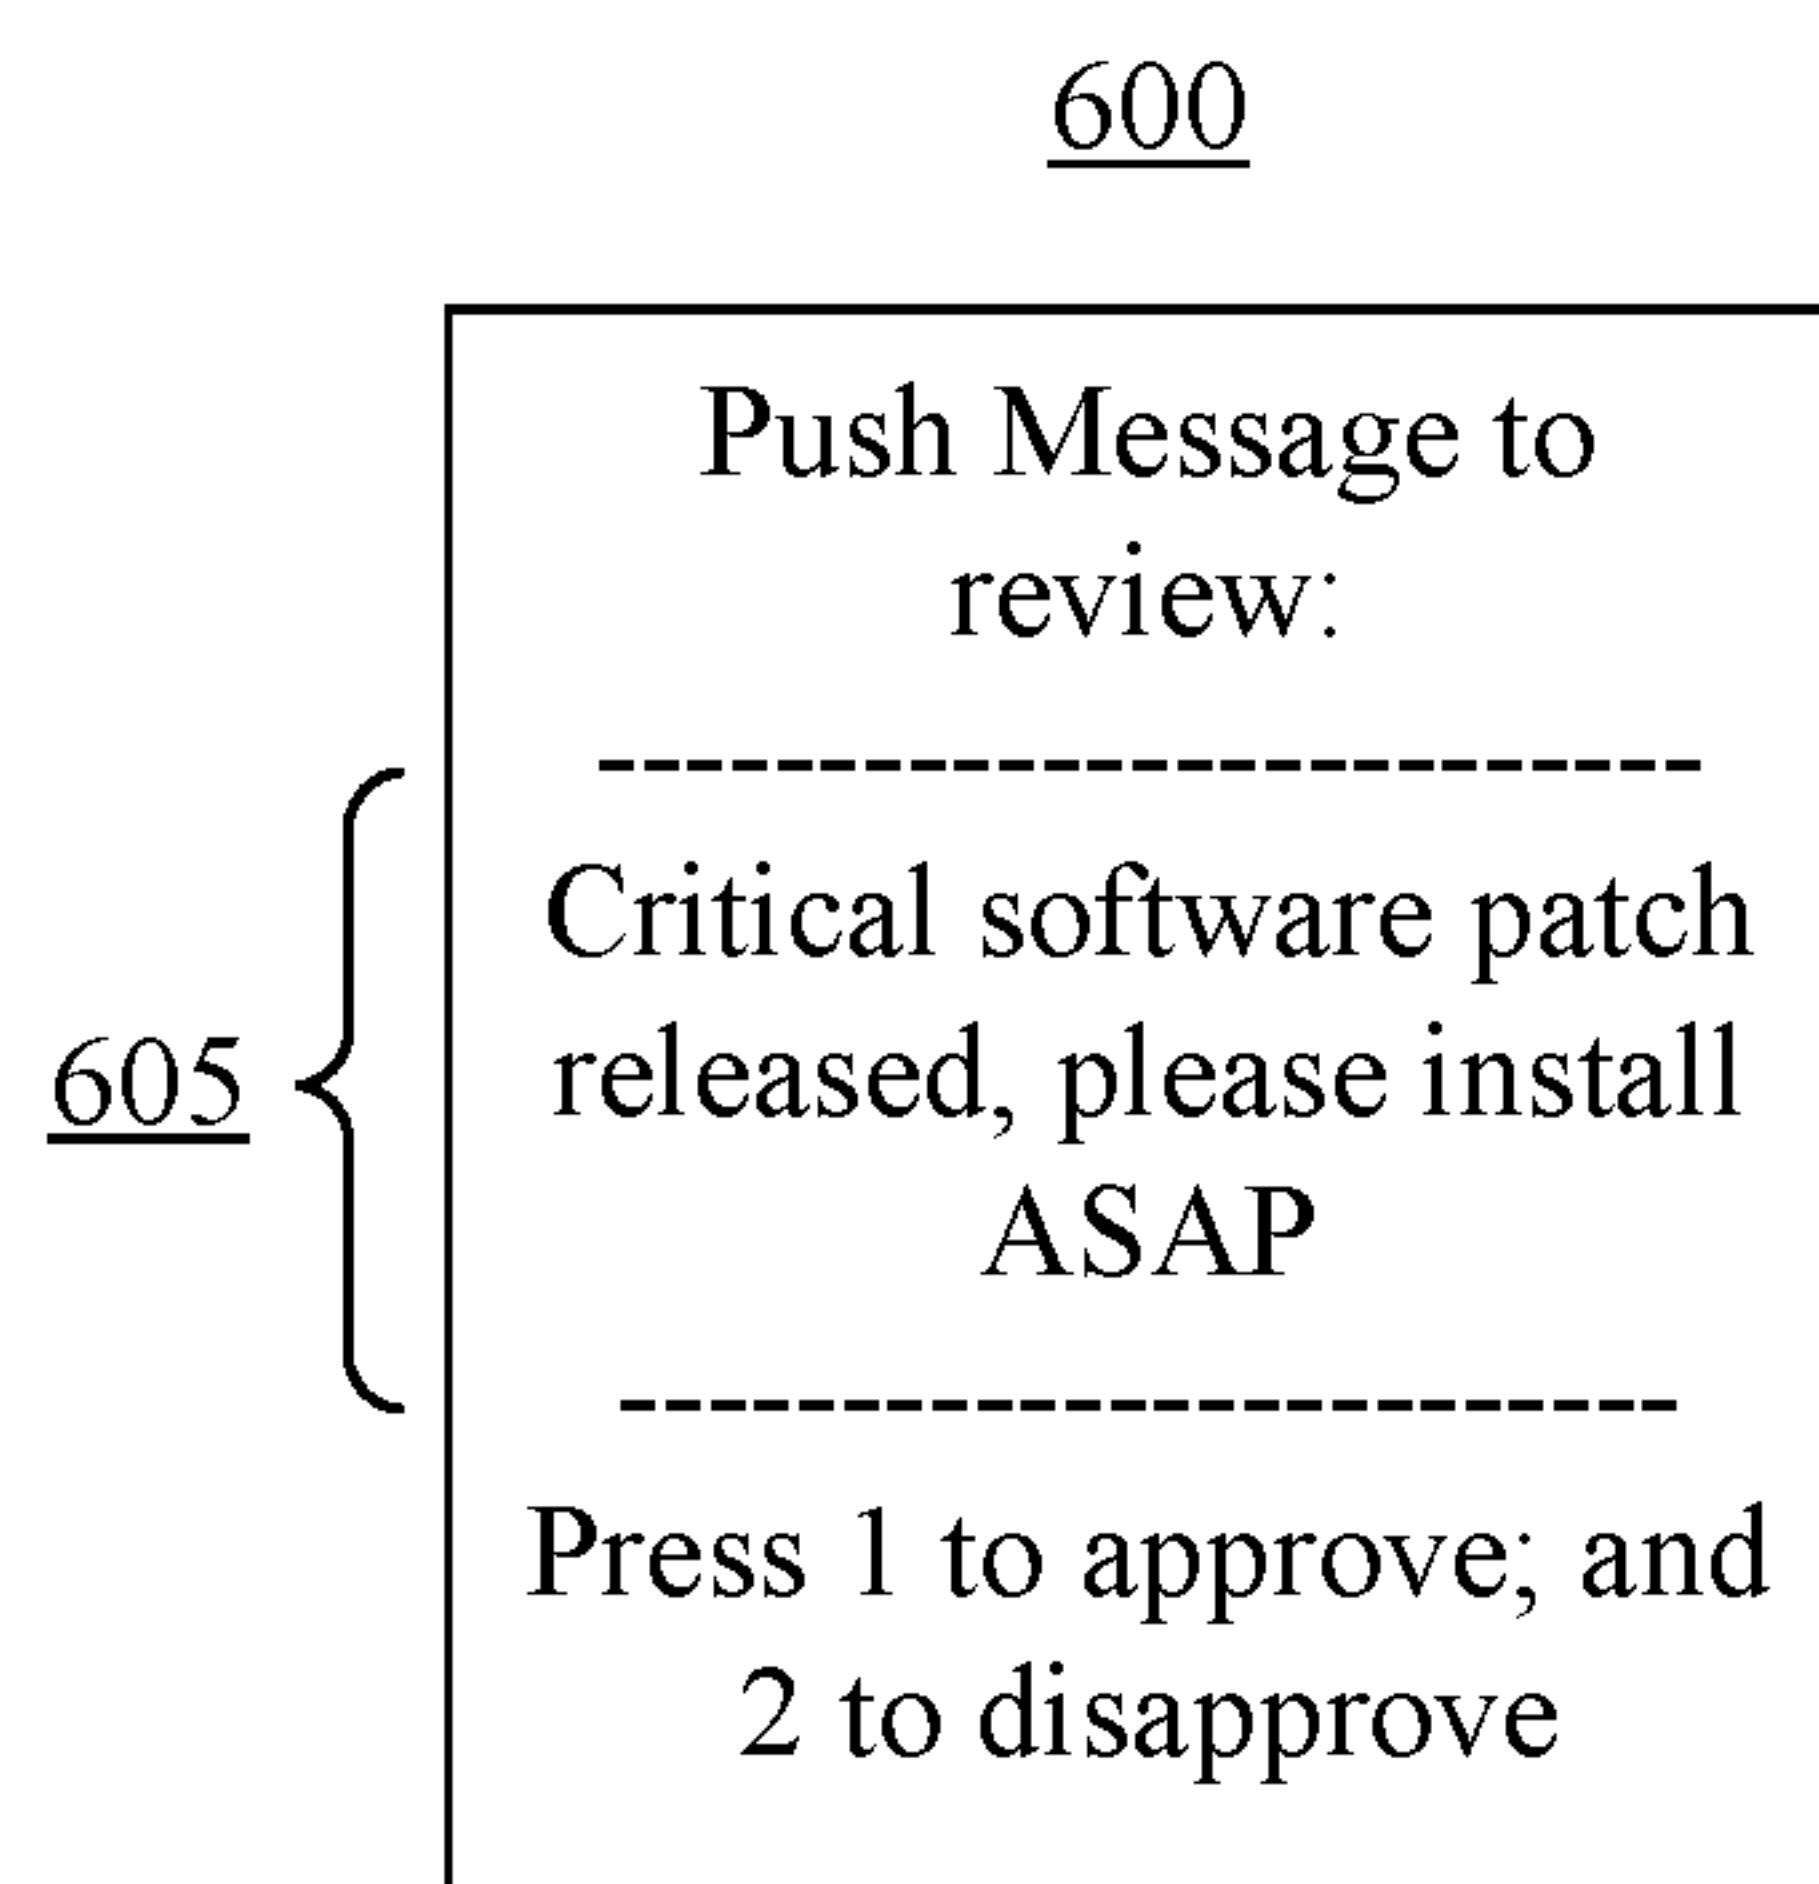 600
Push Message to
review:
-------------------------
Critical software patch
released, please install
605
ASAP
------------------------
Press 1 to approve; and
2 to disapprove